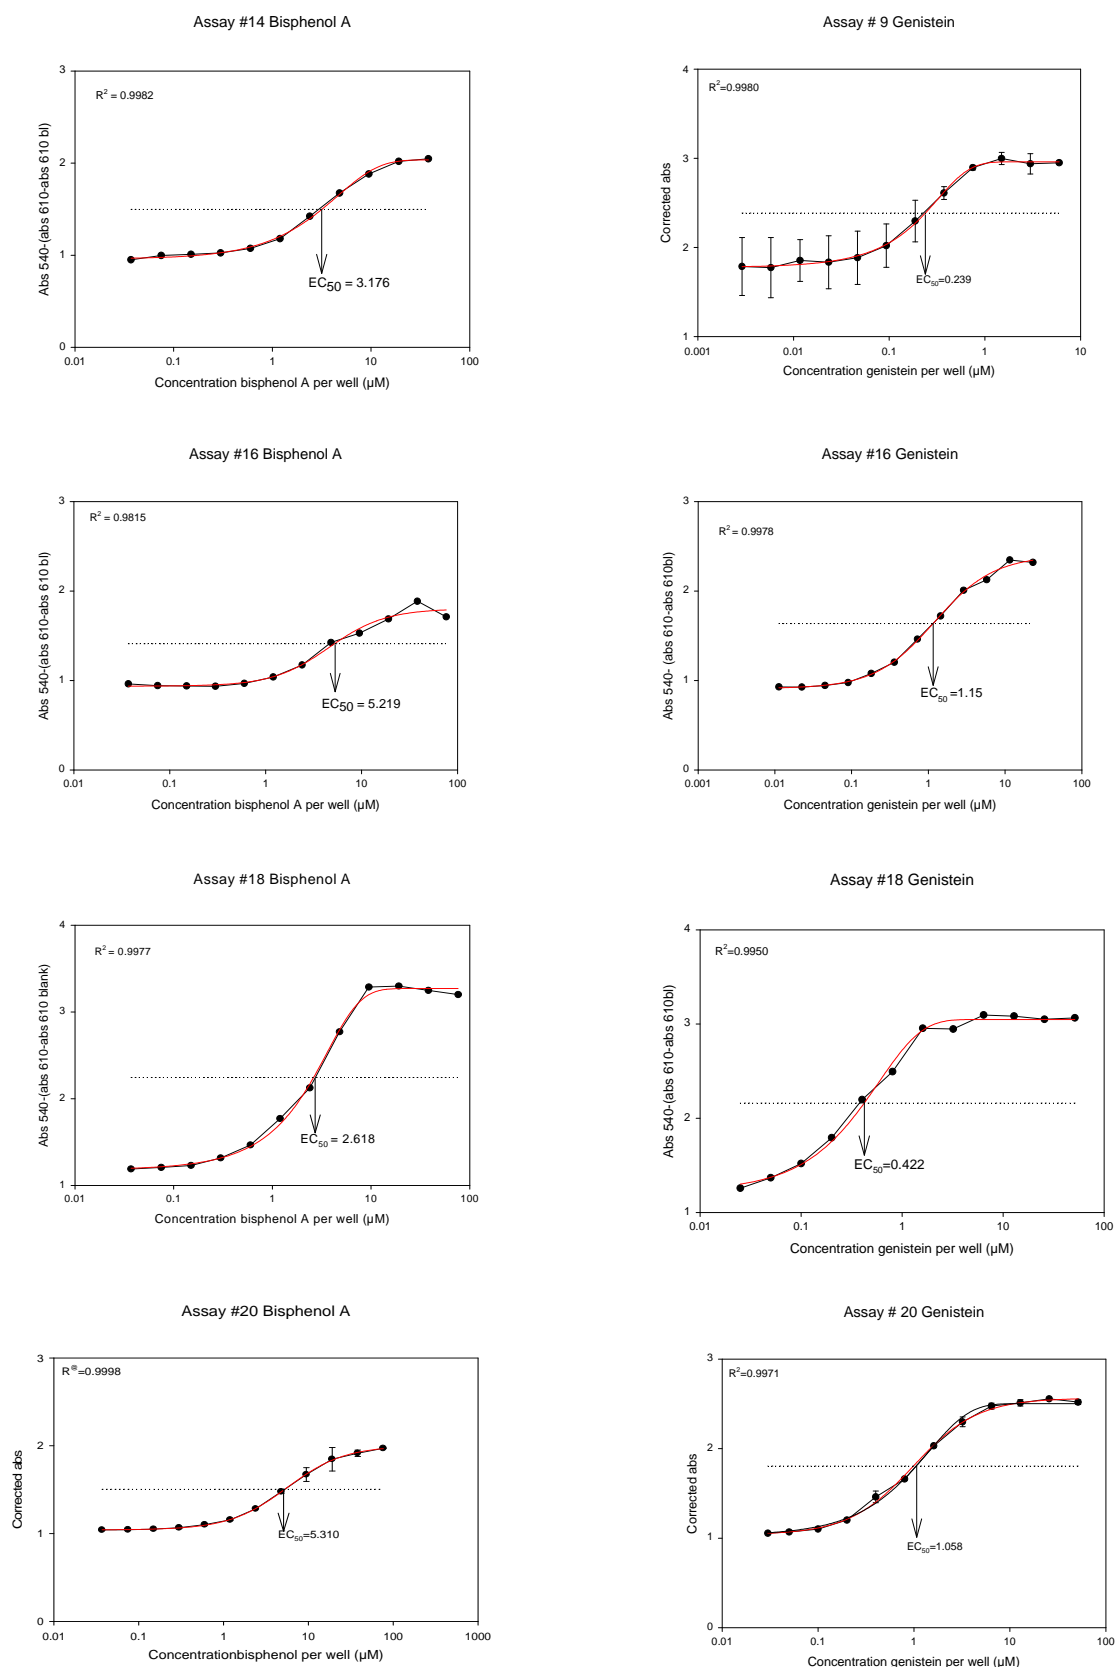 Assay #14 Bisphenol A
3
R2 = 0.9982
2
1
0
Abs 540-(abs 610-abs 610 bl)
EC50 = 3.176
0.01 0.1 1 10 100
Concentration bisphenol A per well (µM)
Assay # 9 Genistein
4
R2=0.9980
3
2
1
Corrected abs
EC50=0.239
0.001 0.01 0.1 1 10
Concentration genistein per well (µM)
Assay #16 Bisphenol A
3
R2 = 0.9815
2
1
0
Abs 540-(abs 610-abs 610 bl)
EC50 = 5.219
0.01 0.1 1 10 100
Concentration bisphenol A per well (µM)
Assay #16 Genistein
3
R2 = 0.9978
2
1
0
Abs 540- (abs 610-abs 610bl)
EC50 =1.15
0.001 0.01 0.1 1 10 100
Concentration genistein per well (µM)
Assay #18 Bisphenol A
4
R2 = 0.9977
3
2
1
Abs 540-(abs 610-abs 610 blank)
EC50 = 2.618
0.01 0.1 1 10 100
Concentration bisphenol A per well (µM)
Assay #18 Genistein
4
R2=0.9950
3
2
1
Abs 540-(abs 610-abs 610bl)
EC50=0.422
0.01 0.1 1 10 100
Concentration genistein per well (µM)
Assay #20 Bisphenol A
3
R@=0.9998
2
1
0
Corrected abs
EC50=5.310
0.01 0.1 1 10 100 1000
Concentrationbisphenol per well (µM)
Assay # 20 Genistein
3
R2=0.9971
2
1
0
Corrected abs
EC50=1.058
0.01 0.1 1 10 100
Concentration genistein per well (µM)